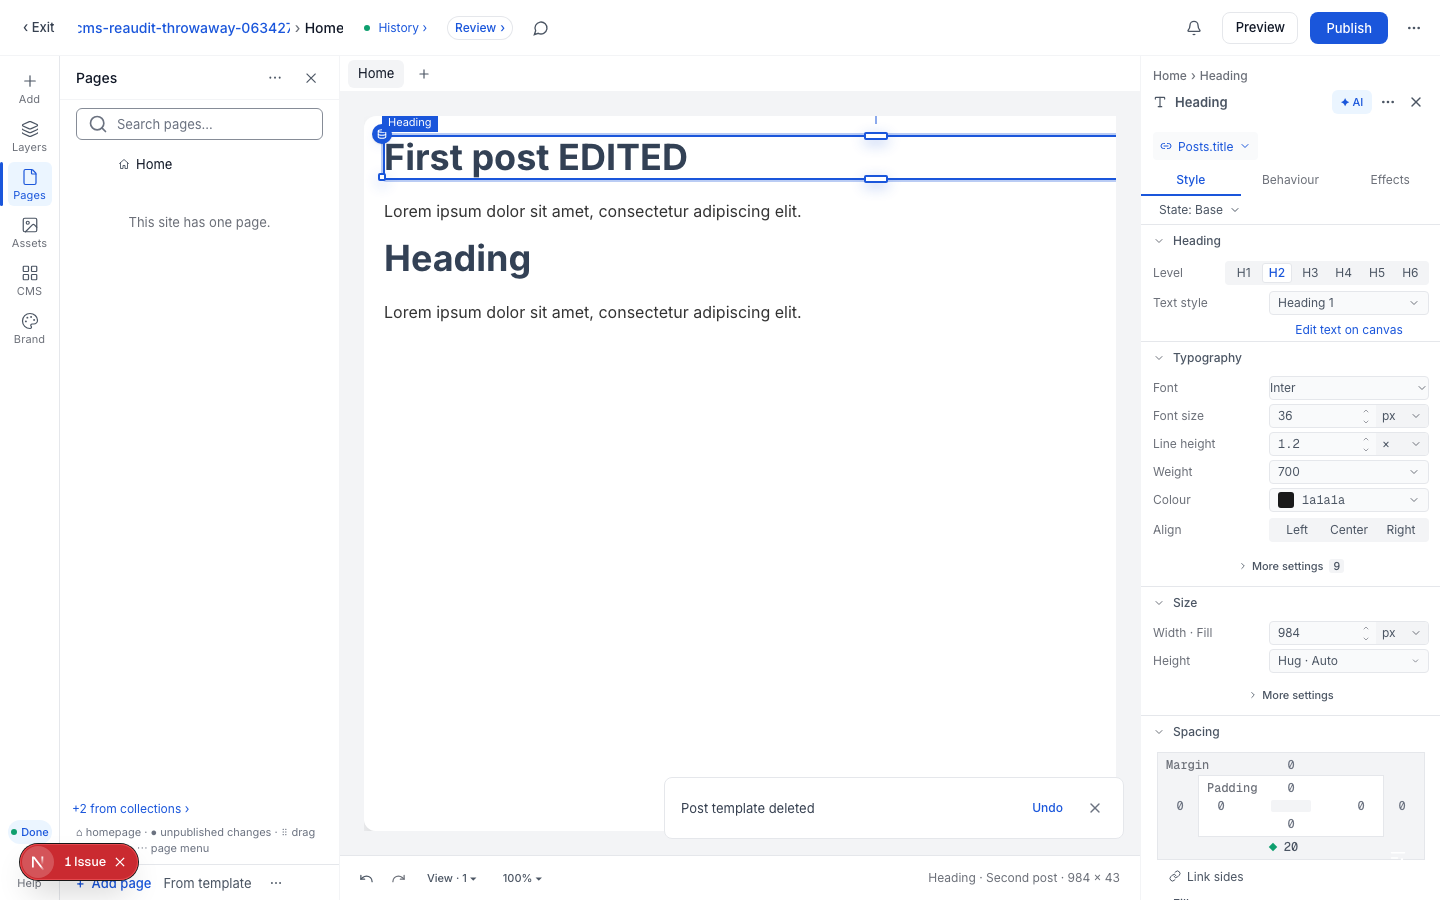 ‹ Exit
cms-reaudit-throwaway-063427 › Home
History ›
Review ›
Preview
Publish
Add
Layers
Pages
Assets
CMS
Brand
Done
Help
Pages
Search pages...
Home
This site has one page.
+2 from collections ›
⌂ homepage · ● unpublished changes · ⠿ drag
··· page menu
1 Issue
+ Add page
From template
Home
Heading
First post EDITED
Lorem ipsum dolor sit amet, consectetur adipiscing elit.
Heading
Lorem ipsum dolor sit amet, consectetur adipiscing elit.
Post template deleted
Undo
View · 1
100%
Heading · Second post · 984 × 43
Home › Heading
Heading
AI
Posts.title
Style
Behaviour
Effects
State: Base
Heading
Level
H1 H2 H3 H4 H5 H6
Text style
Heading 1
Edit text on canvas
Typography
Font
Inter
Font size
36
px
Line height
1.2
×
Weight
700
Colour
1a1a1a
Align
Left Center Right
More settings 9
Size
Width · Fill
984
px
Height
Hug · Auto
More settings
Spacing
Margin 0
Padding 0
0 0 0 0
0
20
Link sides